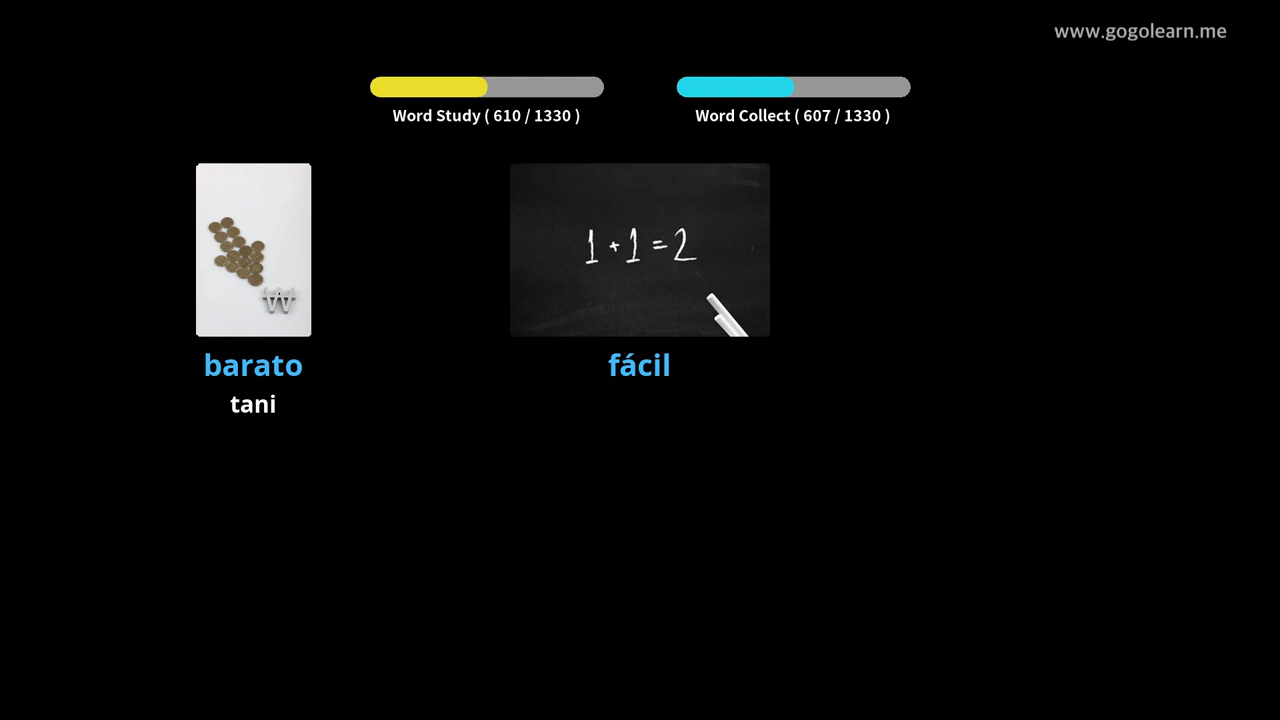 www.gogolearn.me
Word Study ( 610 / 1330 )
Word Collect ( 607 / 1330 )
1 + 1 = 2
barato
fácil
tani